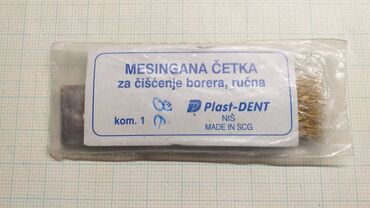 MESINGANA ČETKA
za čišćenje borera, ručna
Plast-DENT
kom. 1
NIŠ
MADE IN SCG